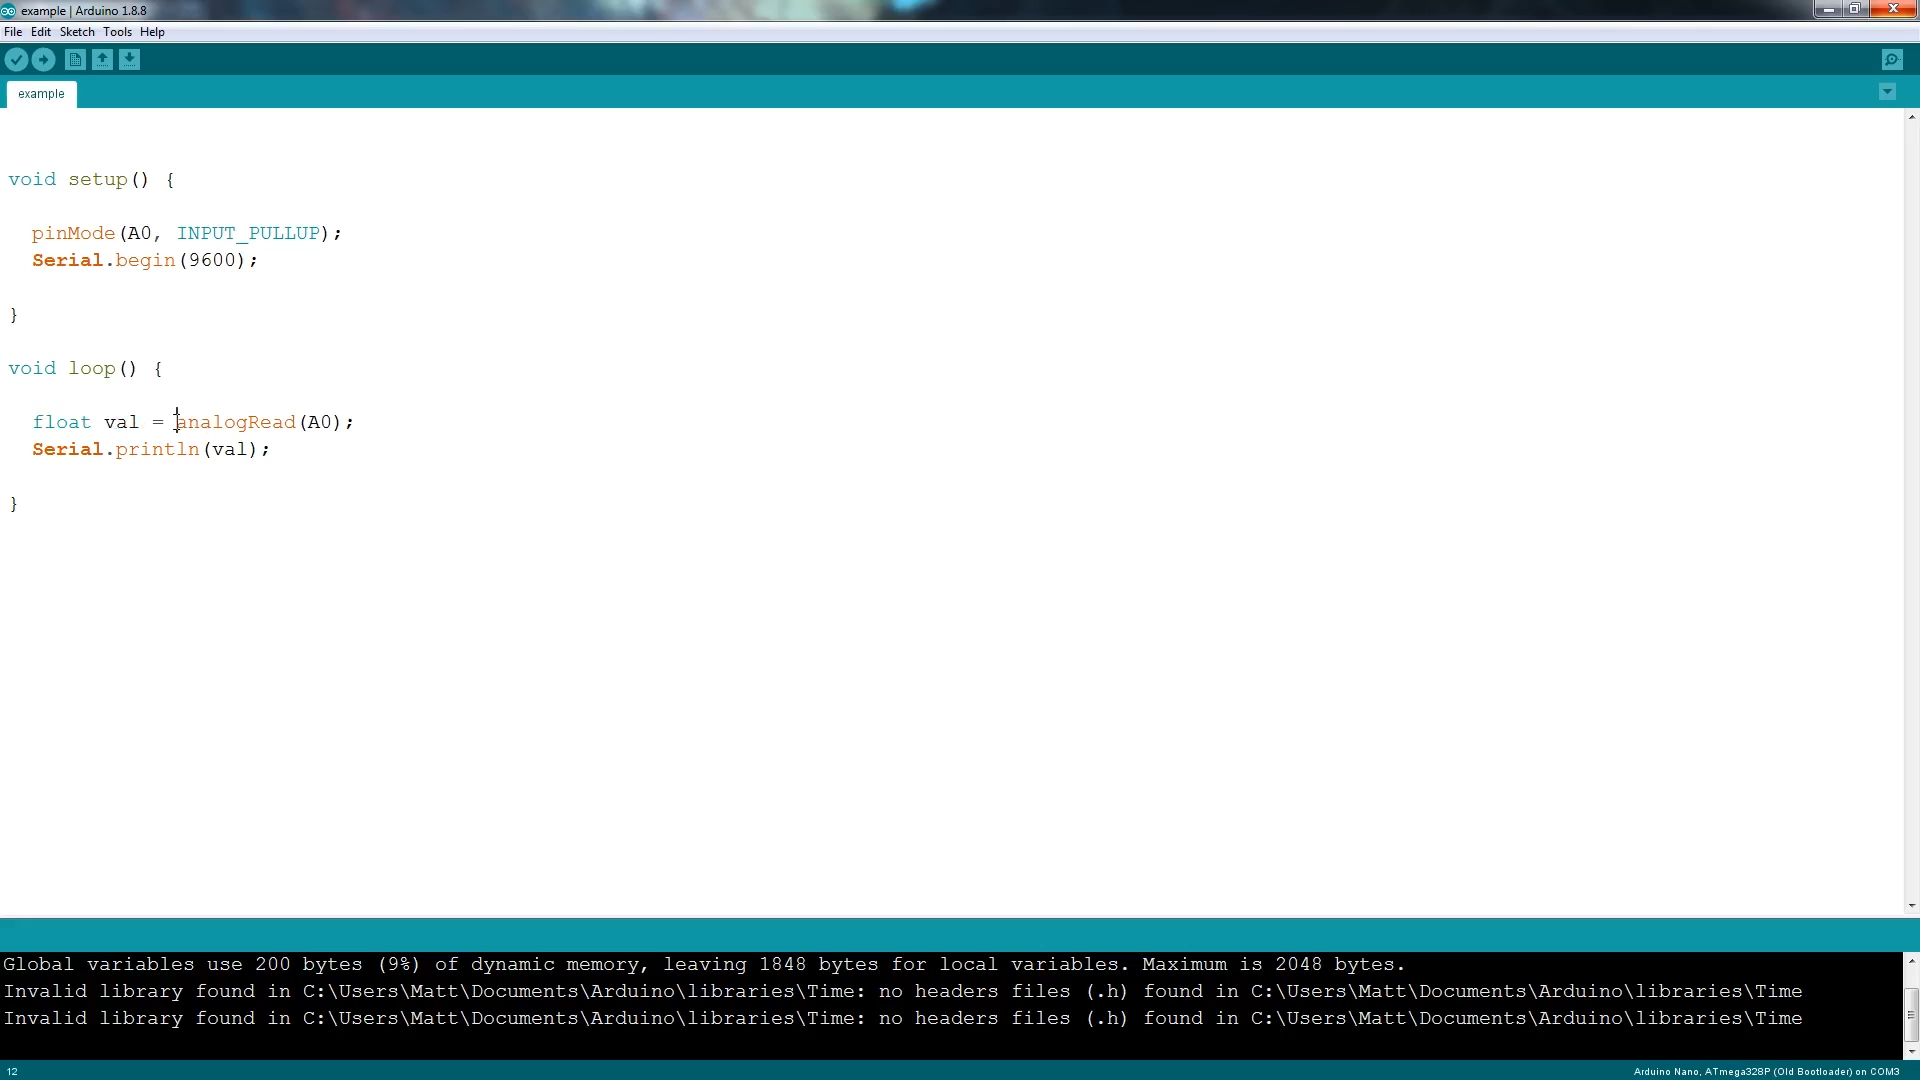 example | Arduino 1.8.8
File Edit Sketch Tools Help
example
void setup() {
pinMode(A0, INPUT_PULLUP);
Serial.begin(9600);
}
void loop() {
float val = analogRead(A0);
Serial.println(val);
}
Global variables use 200 bytes (9%) of dynamic memory, leaving 1848 bytes for local variables. Maximum is 2048 bytes.
Invalid library found in C:\Users\Matt\Documents\Arduino\libraries\Time: no headers files (.h) found in C:\Users\Matt\Documents\Arduino\libraries\Time
Invalid library found in C:\Users\Matt\Documents\Arduino\libraries\Time: no headers files (.h) found in C:\Users\Matt\Documents\Arduino\libraries\Time
12 Arduino Nano, ATmega328P (Old Bootloader) on COM3